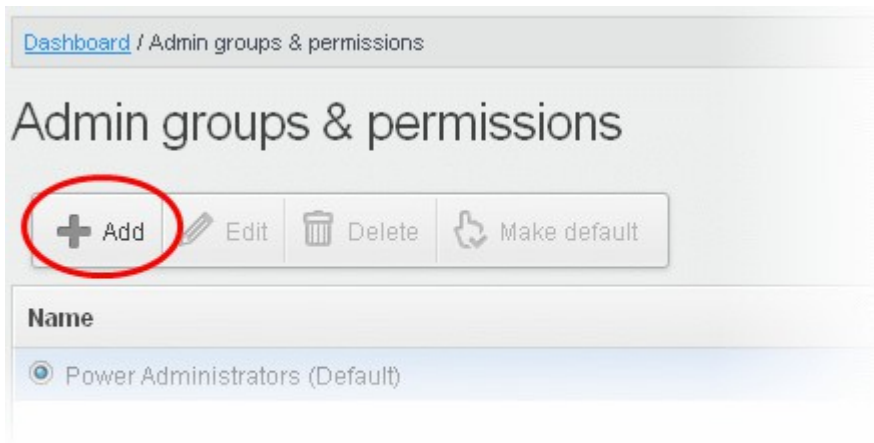 Dashboard / Admin groups & permissions
Admin groups & permissions
Add Edit Delete Make default
Name
Power Administrators (Default)